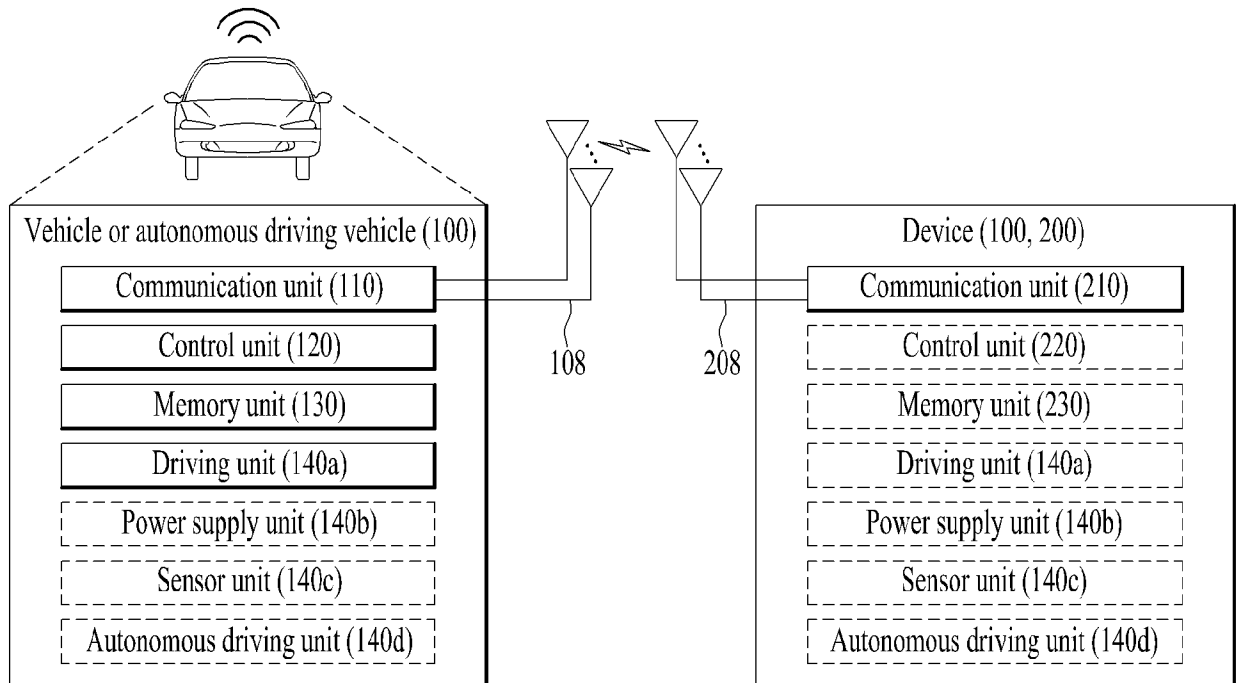 Vehicle or autonomous driving vehicle (100)
Communication unit (110)
Control unit (120)
Memory unit (130)
Driving unit (140a)
Power supply unit (140b)
Sensor unit (140c)
Autonomous driving unit (140d)
108
208
Device (100, 200)
Communication unit (210)
Control unit (220)
Memory unit (230)
Driving unit (140a)
Power supply unit (140b)
Sensor unit (140c)
Autonomous driving unit (140d)